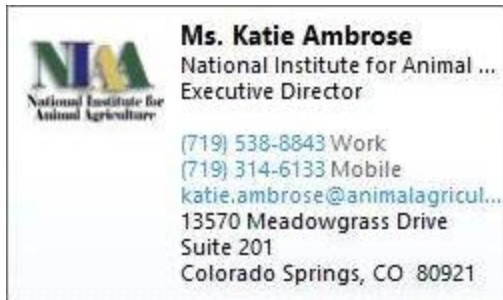 NIAA
National Institute for
Animal Agriculture
Ms. Katie Ambrose
National Institute for Animal ...
Executive Director
(719) 538-8843 Work
(719) 314-6133 Mobile
katie.ambrose@animalagricul...
13570 Meadowgrass Drive
Suite 201
Colorado Springs, CO 80921